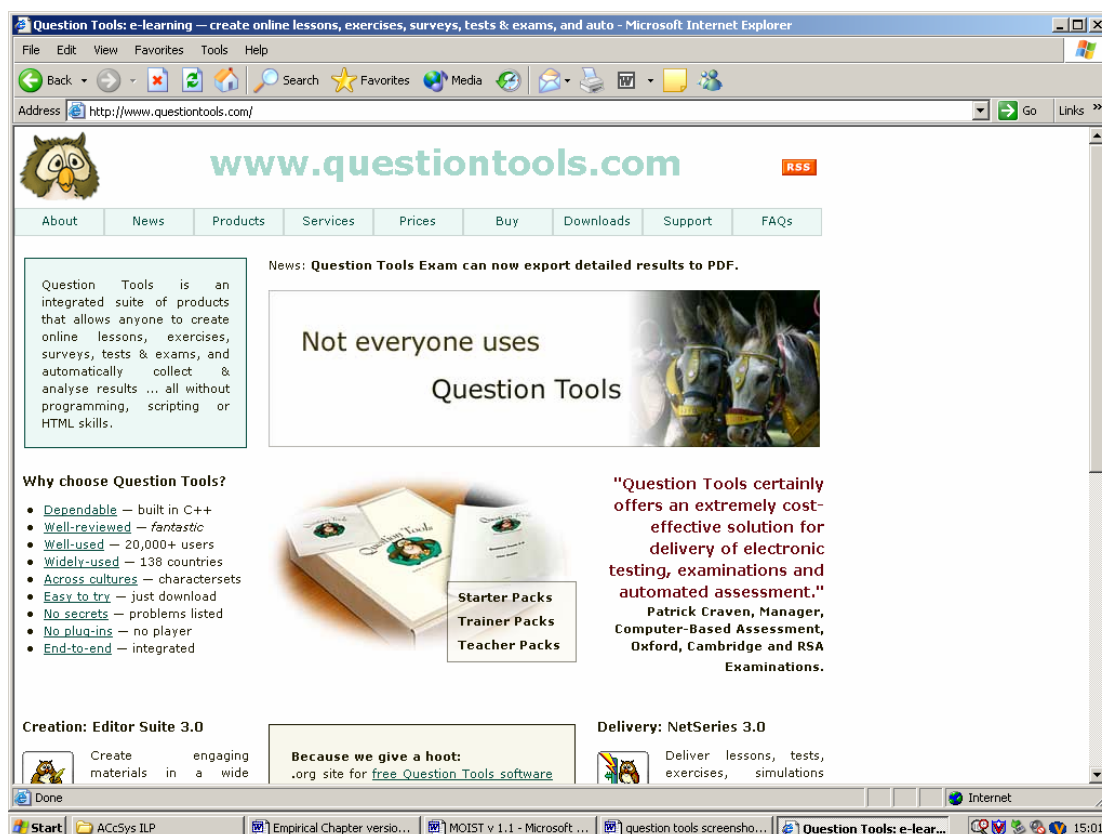 Question Tools: e-learning — create online lessons, exercises, surveys, tests & exams, and auto - Microsoft Internet Explorer
File Edit View Favorites Tools Help
Back Search Favorites Media
Address http://www.questiontools.com/ Go Links »
www.questiontools.com
RSS
About News Products Services Prices Buy Downloads Support FAQs
Question Tools is an
integrated suite of products
that allows anyone to create
online lessons, exercises,
surveys, tests & exams, and
automatically collect &
analyse results ... all without
programming, scripting or
HTML skills.
News: Question Tools Exam can now export detailed results to PDF.
Not everyone uses
Question Tools
Why choose Question Tools?
Dependable — built in C++
Well-reviewed — fantastic
Well-used — 20,000+ users
Widely-used — 138 countries
Across cultures — charactersets
Easy to try — just download
No secrets — problems listed
No plug-ins — no player
End-to-end — integrated
Question Tools
Question Tools
Starter Packs
Trainer Packs
Teacher Packs
"Question Tools certainly
offers an extremely cost-
effective solution for
delivery of electronic
testing, examinations and
automated assessment."
Patrick Craven, Manager,
Computer-Based Assessment,
Oxford, Cambridge and RSA
Examinations.
Creation: Editor Suite 3.0
Create engaging
materials in a wide
Because we give a hoot:
.org site for free Question Tools software
Delivery: NetSeries 3.0
Deliver lessons, tests,
exercises, simulations
Done Internet
Start ACcSys ILP Empirical Chapter versio... MOIST v 1.1 - Microsoft ... question tools screensho... Question Tools: e-lear... 15:01